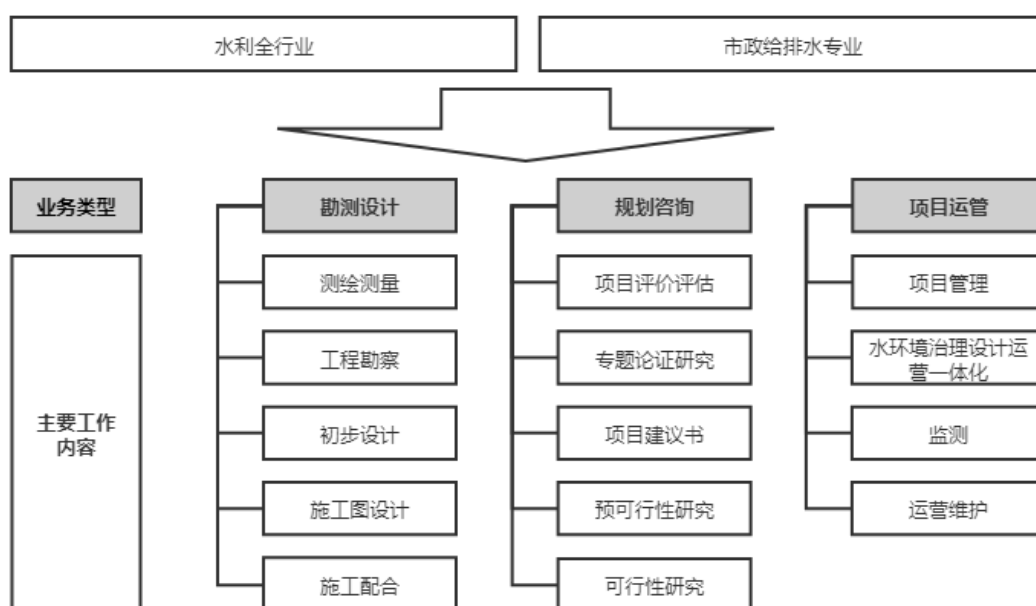 水利全行业
市政给排水专业
业务类型
勘测设计
规划咨询
项目运管
测绘测量
项目评价评估
项目管理
工程勘察
专题论证研究
水环境治理设计运
营一体化
主要工作
内容
初步设计
项目建议书
监测
施工图设计
预可行性研究
运营维护
施工配合
可行性研究